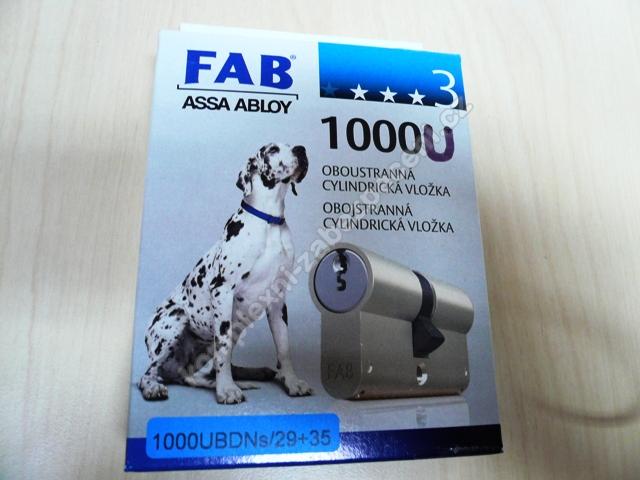 FAB®
ASSA ABLOY
3
1000U
OBOUSTRANNÁ
CYLINDRICKÁ VLOŽKA
OBOJSTRANNÁ
CYLINDRICKÁ VLOŽKA
FAB
1000UBDNs/29+35